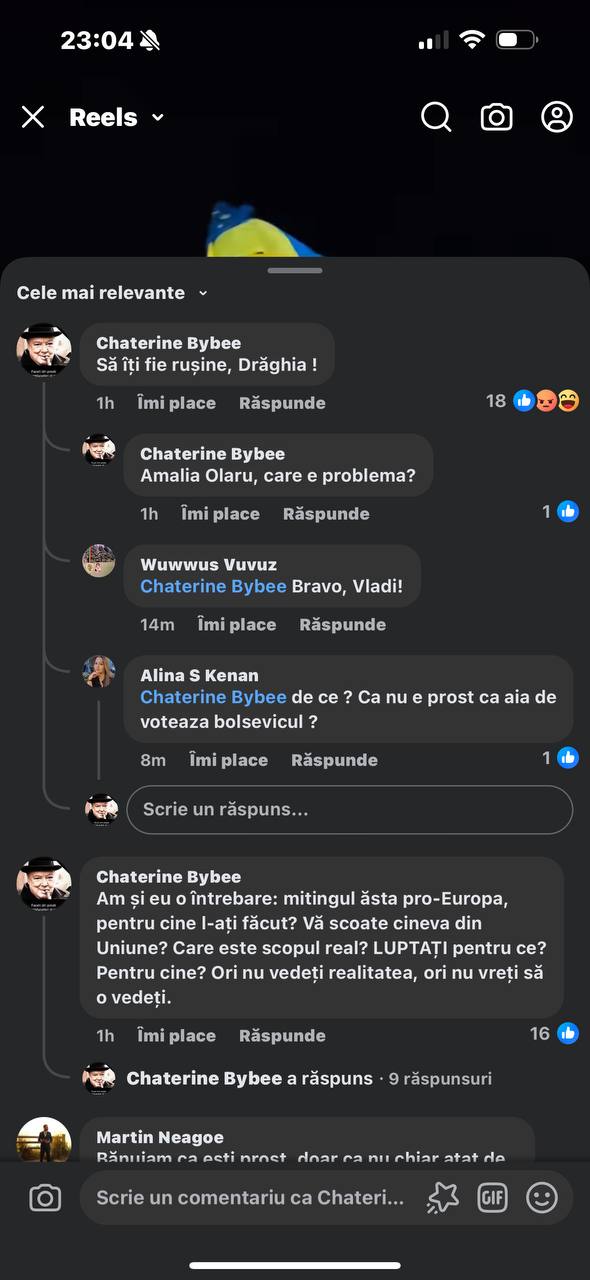 23:04
Reels
Cele mai relevante
Chaterine Bybee
Să îți fie rușine, Drăghia !
1h Îmi place Răspunde 18
Chaterine Bybee
Amalia Olaru, care e problema?
1h Îmi place Răspunde 1
Wuwwus Vuvuz
Chaterine Bybee Bravo, Vladi!
14m Îmi place Răspunde
Alina S Kenan
Chaterine Bybee de ce ? Ca nu e prost ca aia de
voteaza bolsevicul ?
8m Îmi place Răspunde 1
Scrie un răspuns...
Chaterine Bybee
Am și eu o întrebare: mitingul ăsta pro-Europa,
pentru cine l-ați făcut? Vă scoate cineva din
Uniune? Care este scopul real? LUPTAȚI pentru ce?
Pentru cine? Ori nu vedeți realitatea, ori nu vreți să
o vedeți.
1h Îmi place Răspunde 16
Chaterine Bybee a răspuns · 9 răspunsuri
Martin Neagoe
Bănuiam ca ești prost, doar ca nu chiar atat de
Scrie un comentariu ca Chateri...
GIF